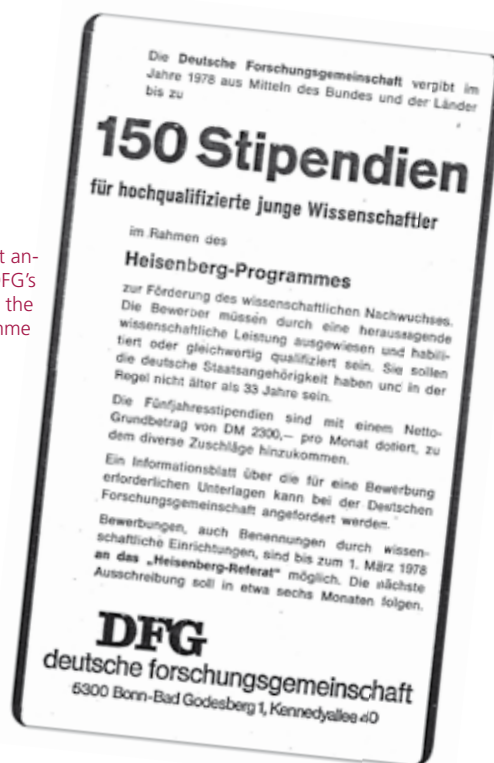 t an-
DFG's
the
me
Die Deutsche Forschungsgemeinschaft vergibt im
Jahre 1978 aus Mitteln des Bundes und der Länder
bis zu
150 Stipendien
für hochqualifizierte junge Wissenschaftler
im Rahmen des
Heisenberg-Programmes
zur Förderung des wissenschaftlichen Nachwuchses.
Die Bewerber müssen durch eine herausragende
wissenschaftliche Leistung ausgewiesen und habili-
tiert oder gleichwertig qualifiziert sein. Sie sollen
die deutsche Staatsangehörigkeit haben und in der
Regel nicht älter als 33 Jahre sein.
Die Fünfjahresstipendien sind mit einem Netto-
Grundbetrag von DM 2300,— pro Monat dotiert, zu
dem diverse Zuschläge hinzukommen.
Ein Informationsblatt über die für eine Bewerbung
erforderlichen Unterlagen kann bei der Deutschen
Forschungsgemeinschaft angefordert werden.
Bewerbungen, auch Benennungen durch wissen-
schaftliche Einrichtungen, sind bis zum 1. März 1978
an das „Heisenberg-Referat" möglich. Die nächste
Ausschreibung soll in etwa sechs Monaten folgen.
DFG
deutsche forschungsgemeinschaft
5300 Bonn-Bad Godesberg 1, Kennedyallee 40